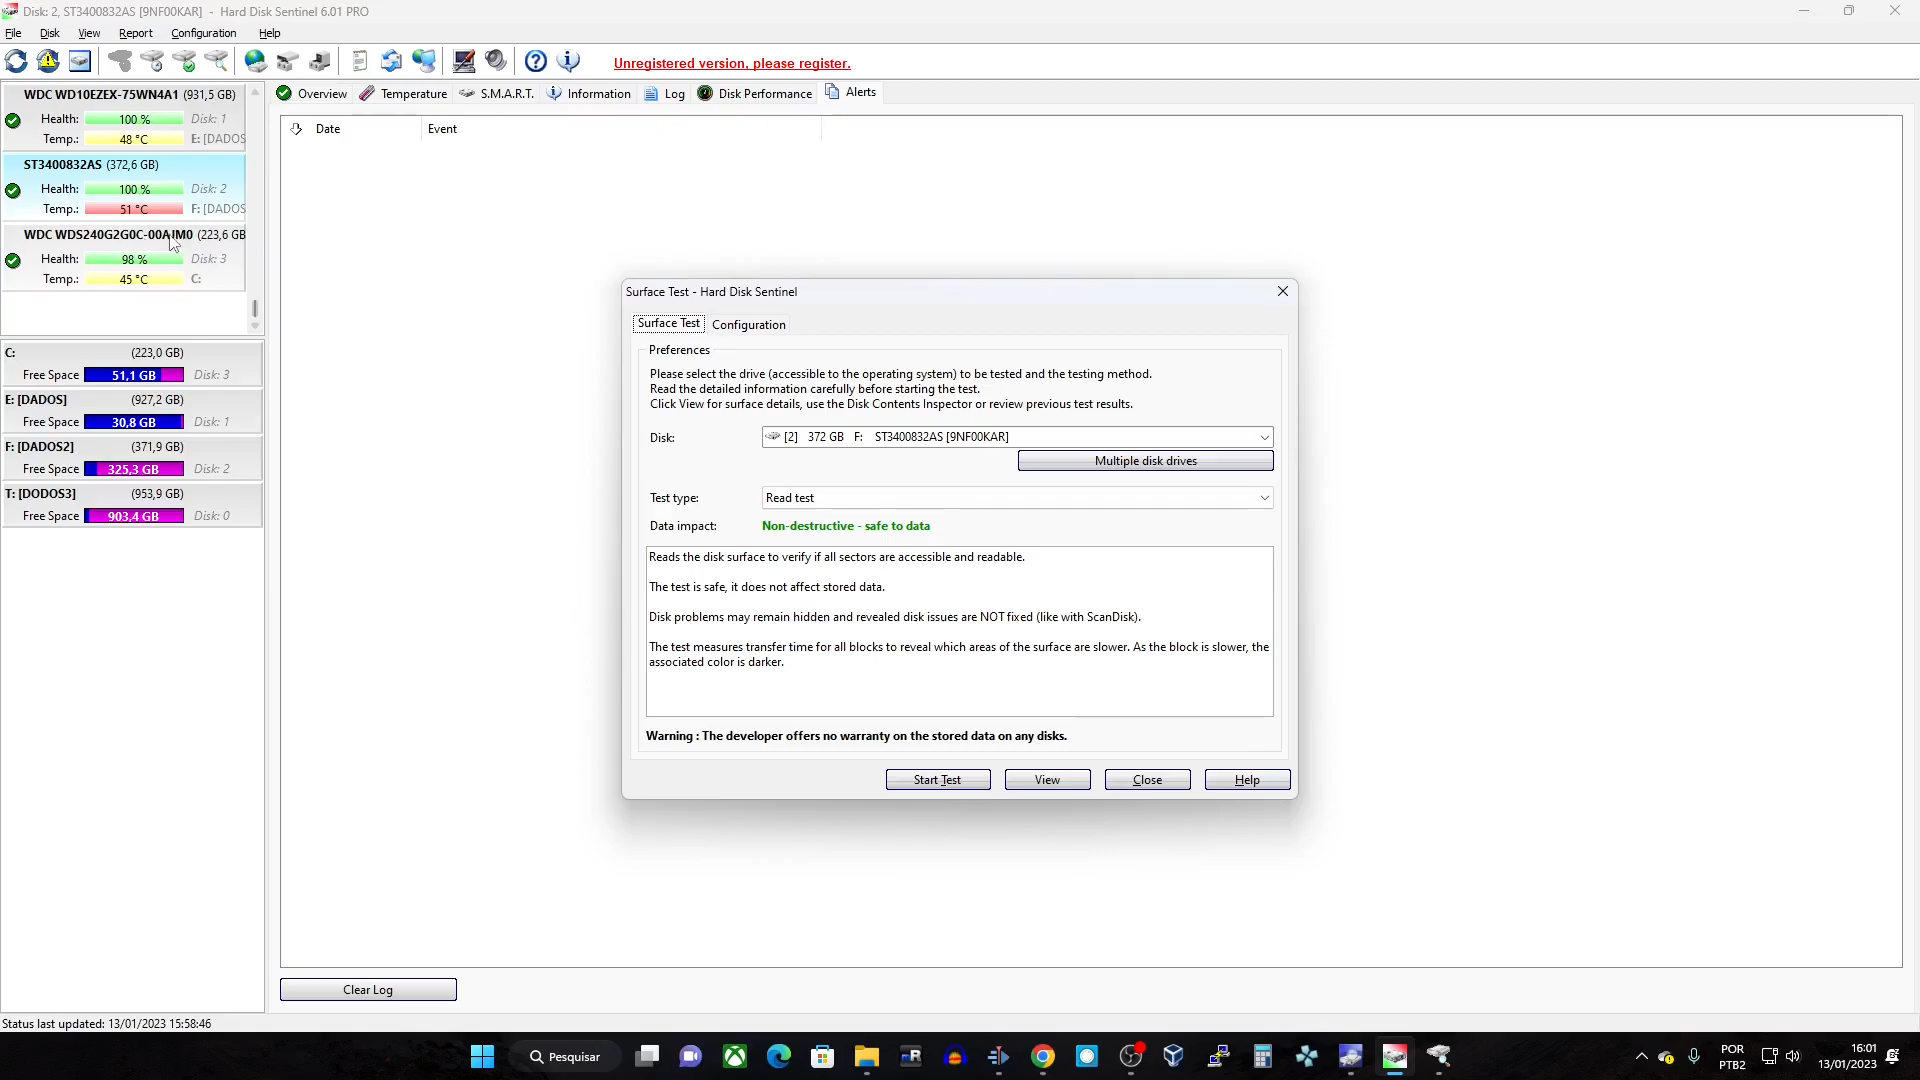 Disk: 2, ST3400832AS [9NF00KAR]  -  Hard Disk Sentinel 6.01 PRO
File Disk View Report Configuration Help
Unregistered version, please register.
WDC WD10EZEX-75WN4A1 (931,5 GB)
Health: 100 % Disk: 1
Temp.: 48 °C E: [DADOS
ST3400832AS (372,6 GB)
Health: 100 % Disk: 2
Temp.: 51 °C F: [DADOS
WDC WDS240G2G0C-00AJM0 (223,6 GB
Health: 98 % Disk: 3
Temp.: 45 °C C:
C: (223,0 GB)
Free Space 51,1 GB Disk: 3
E: [DADOS] (927,2 GB)
Free Space 30,8 GB Disk: 1
F: [DADOS2] (371,9 GB)
Free Space 325,3 GB Disk: 2
T: [DODOS3] (953,9 GB)
Free Space 903,4 GB Disk: 0
Overview Temperature S.M.A.R.T. Information Log Disk Performance Alerts
Date Event
Surface Test - Hard Disk Sentinel
Surface Test Configuration
Preferences
Please select the drive (accessible to the operating system) to be tested and the testing method.
Read the detailed information carefully before starting the test.
Click View for surface details, use the Disk Contents Inspector or review previous test results.
Disk: [2] 372 GB F: ST3400832AS [9NF00KAR]
Multiple disk drives
Test type: Read test
Data impact: Non-destructive - safe to data
Reads the disk surface to verify if all sectors are accessible and readable.
The test is safe, it does not affect stored data.
Disk problems may remain hidden and revealed disk issues are NOT fixed (like with ScanDisk).
The test measures transfer time for all blocks to reveal which areas of the surface are slower. As the block is slower, the
associated color is darker.
Warning : The developer offers no warranty on the stored data on any disks.
Start Test View Close Help
Clear Log
Status last updated: 13/01/2023 15:58:46
Pesquisar
mR
POR
PTB2
16:01
13/01/2023